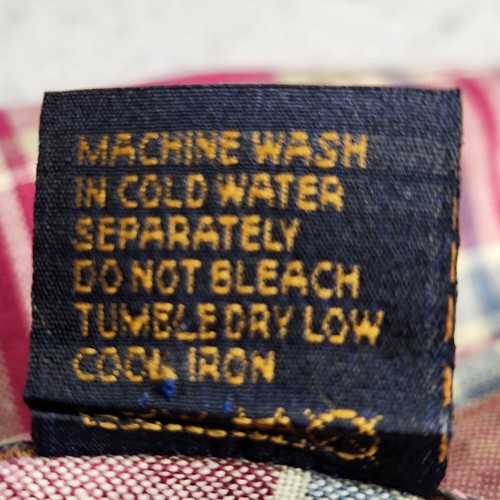 MACHINE WASH
IN COLD WATER
SEPARATELY
DO NOT BLEACH
TUMBLE DRY LOW
COOL IRON